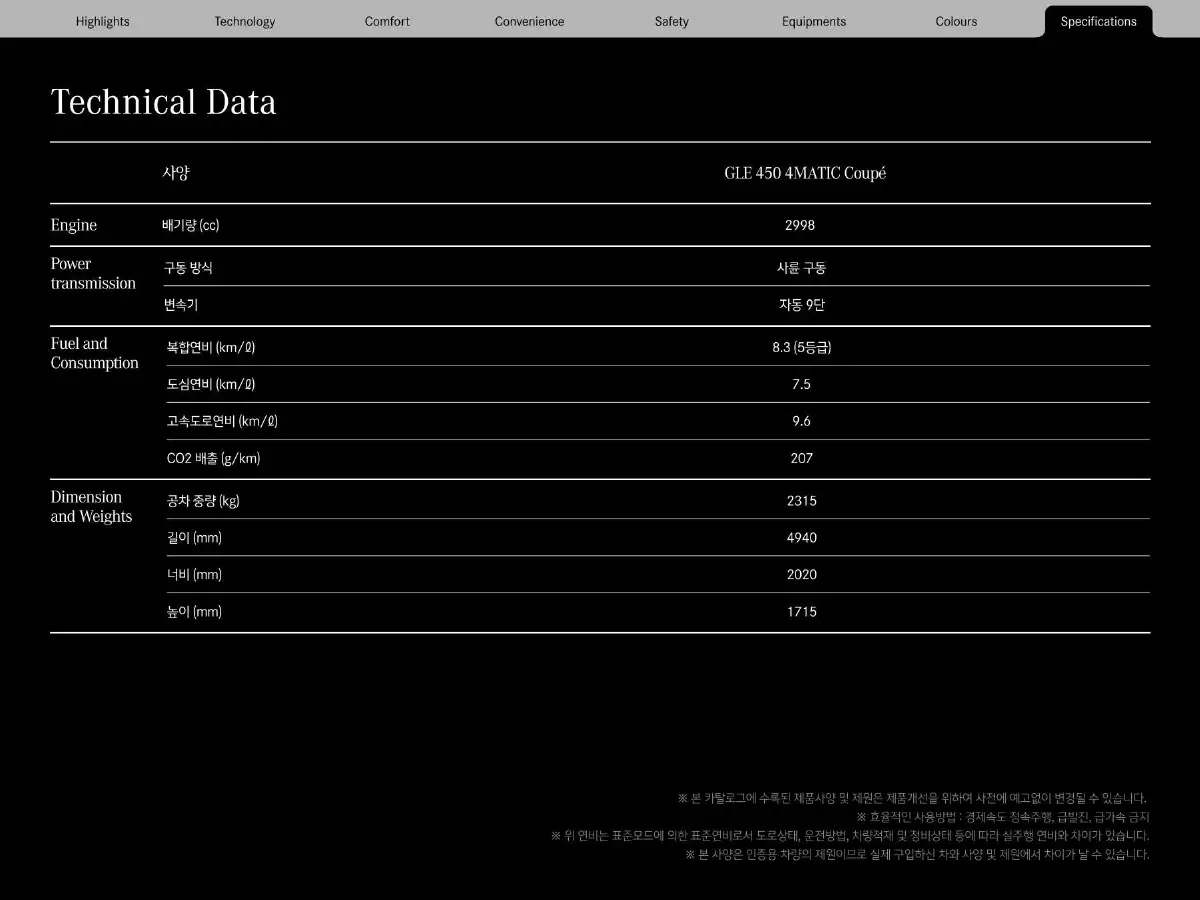 Highlights Technology Comfort Convenience Safety Equipments Colours Specifications
Technical Data
사양 GLE 450 4MATIC Coupé
Engine 배기량 (cc) 2998
Power
transmission
구동 방식 사륜 구동
변속기 자동 9단
Fuel and
Consumption
복합연비 (km/ℓ) 8.3 (5등급)
도심연비 (km/ℓ) 7.5
고속도로연비 (km/ℓ) 9.6
CO2 배출 (g/km) 207
Dimension
and Weights
공차 중량 (kg) 2315
길이 (mm) 4940
너비 (mm) 2020
높이 (mm) 1715
※ 본 카탈로그에 수록된 제품사양 및 제원은 제품개선을 위하여 사전에 예고없이 변경될 수 있습니다.
※ 효율적인 사용방법 : 경제속도 정속주행, 급발진, 급가속 금지
※ 위 연비는 표준모드에 의한 표준연비로서 도로상태, 운전방법, 차량적재 및 정비상태 등에 따라 실주행 연비와 차이가 있습니다.
※ 본 사양은 인증용 차량의 제원이므로 실제 구입하신 차와 사양 및 제원에서 차이가 날 수 있습니다.